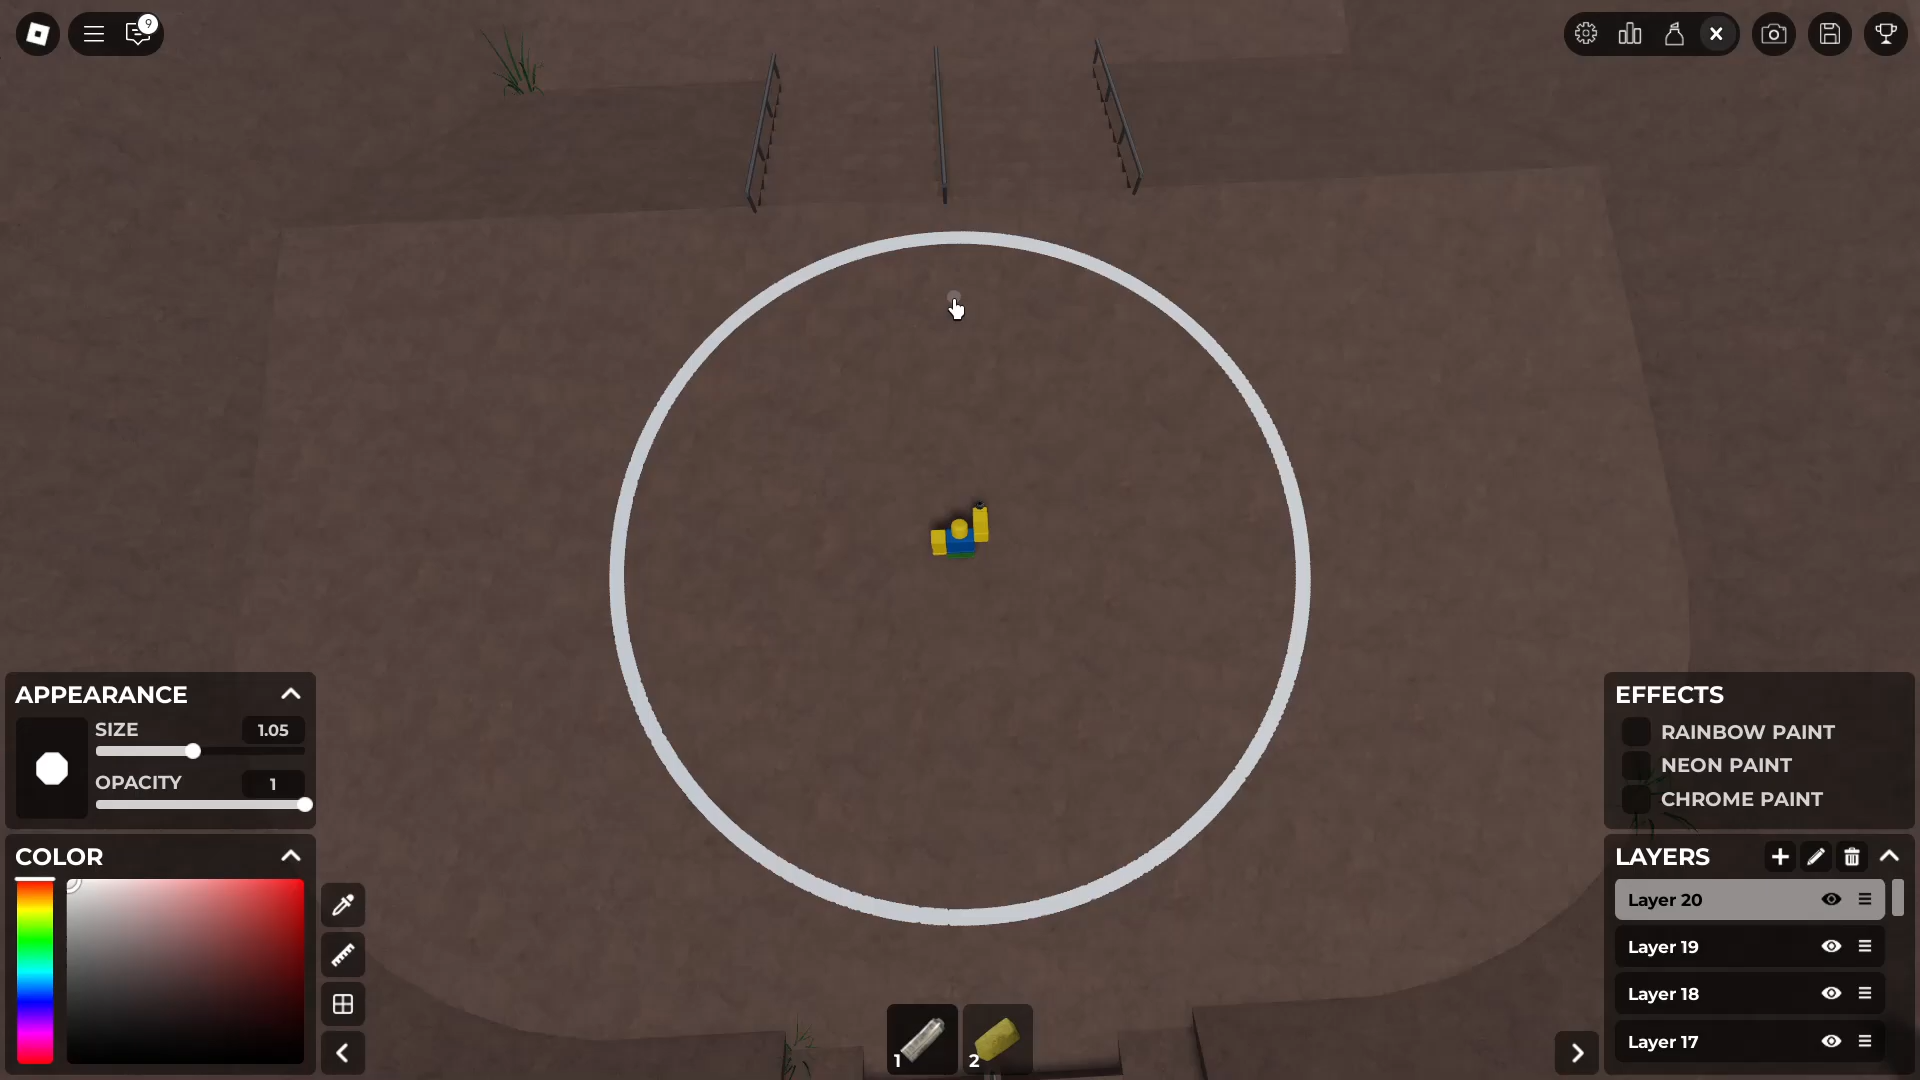 9
APPEARANCE
SIZE
1.05
OPACITY
1
COLOR
1
2
EFFECTS
RAINBOW PAINT
NEON PAINT
CHROME PAINT
LAYERS
Layer 20
Layer 19
Layer 18
Layer 17